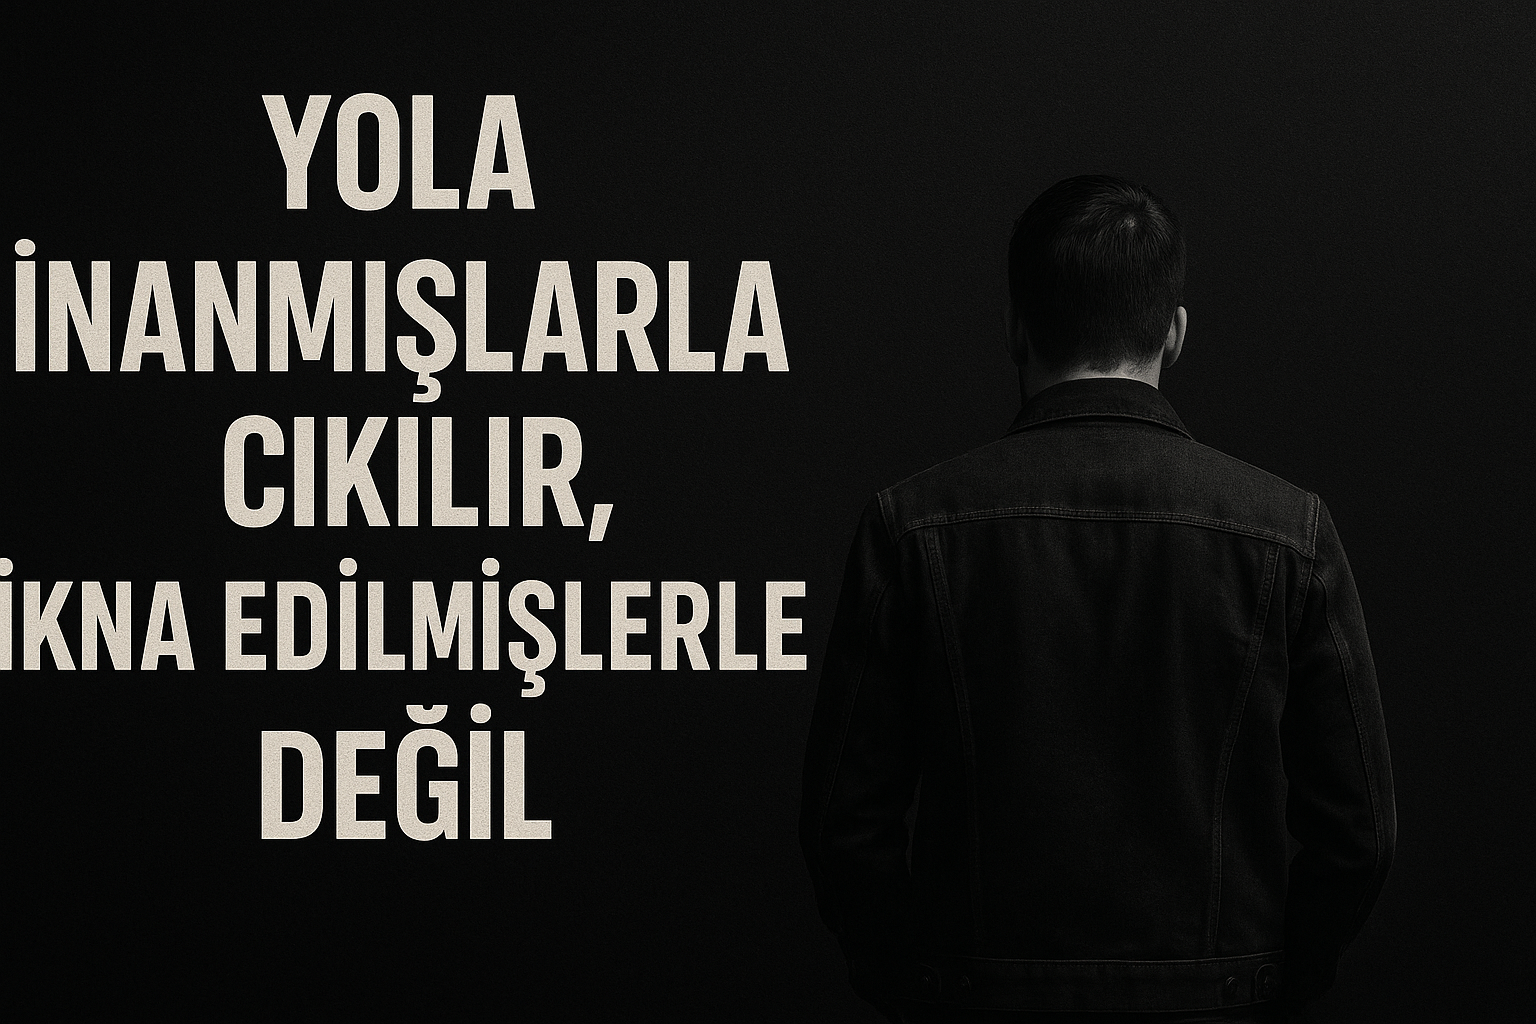 YOLA
İNANMIŞLARLA
CIKILIR,
İKNA EDİLMİŞLERLE
DEĞİL